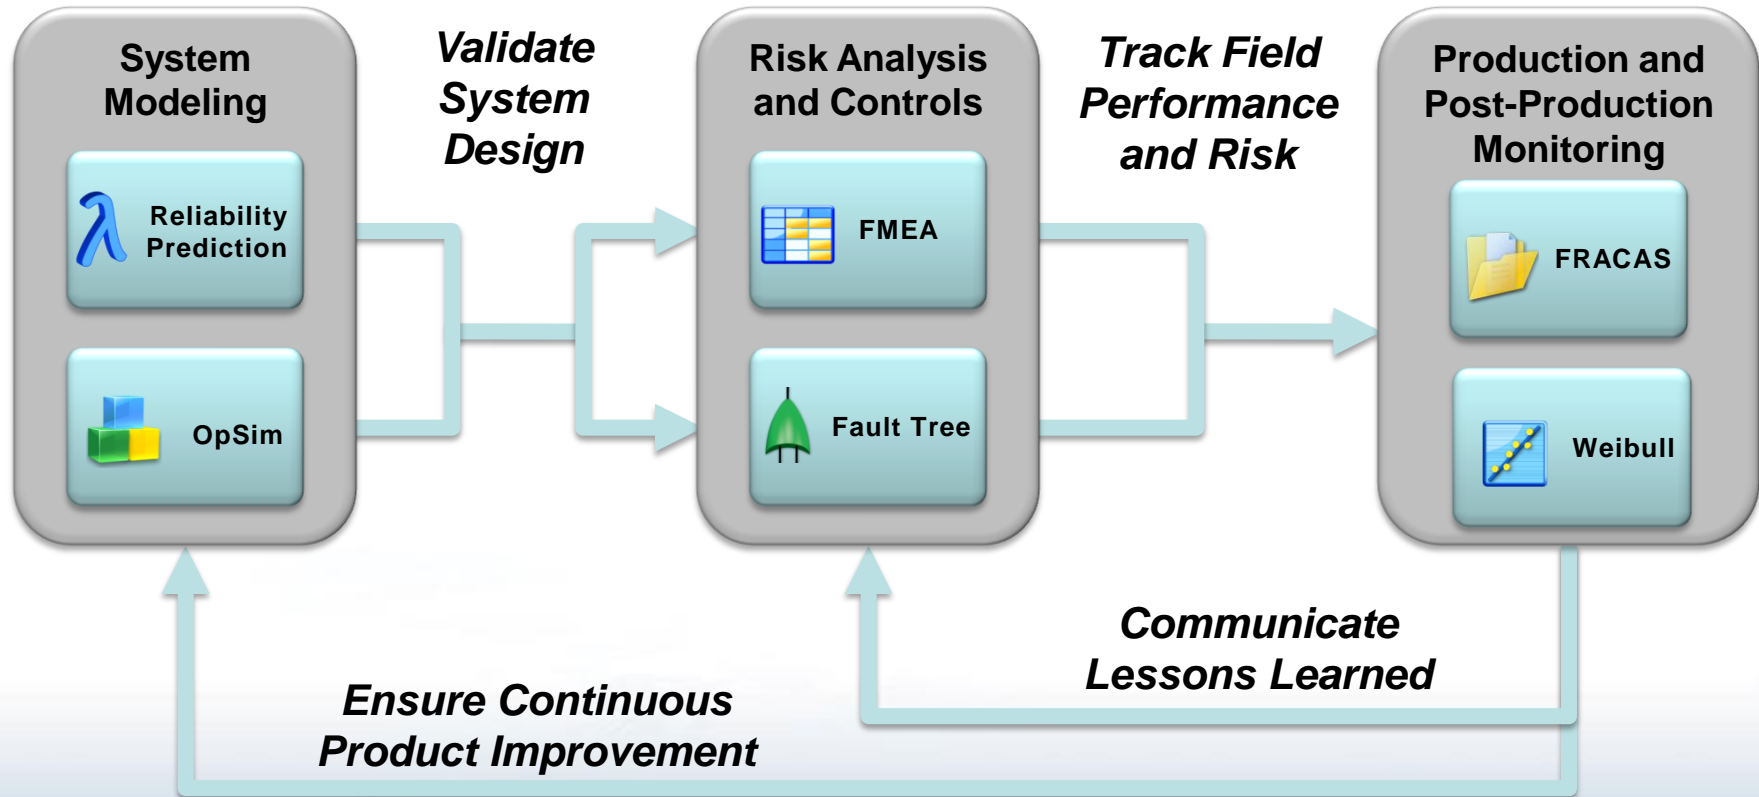 System
Modeling
Reliability
Prediction
OpSim
Validate
System
Design
Risk Analysis
and Controls
FMEA
Fault Tree
Track Field
Performance
and Risk
Production and
Post-Production
Monitoring
FRACAS
Weibull
Communicate
Lessons Learned
Ensure Continuous
Product Improvement